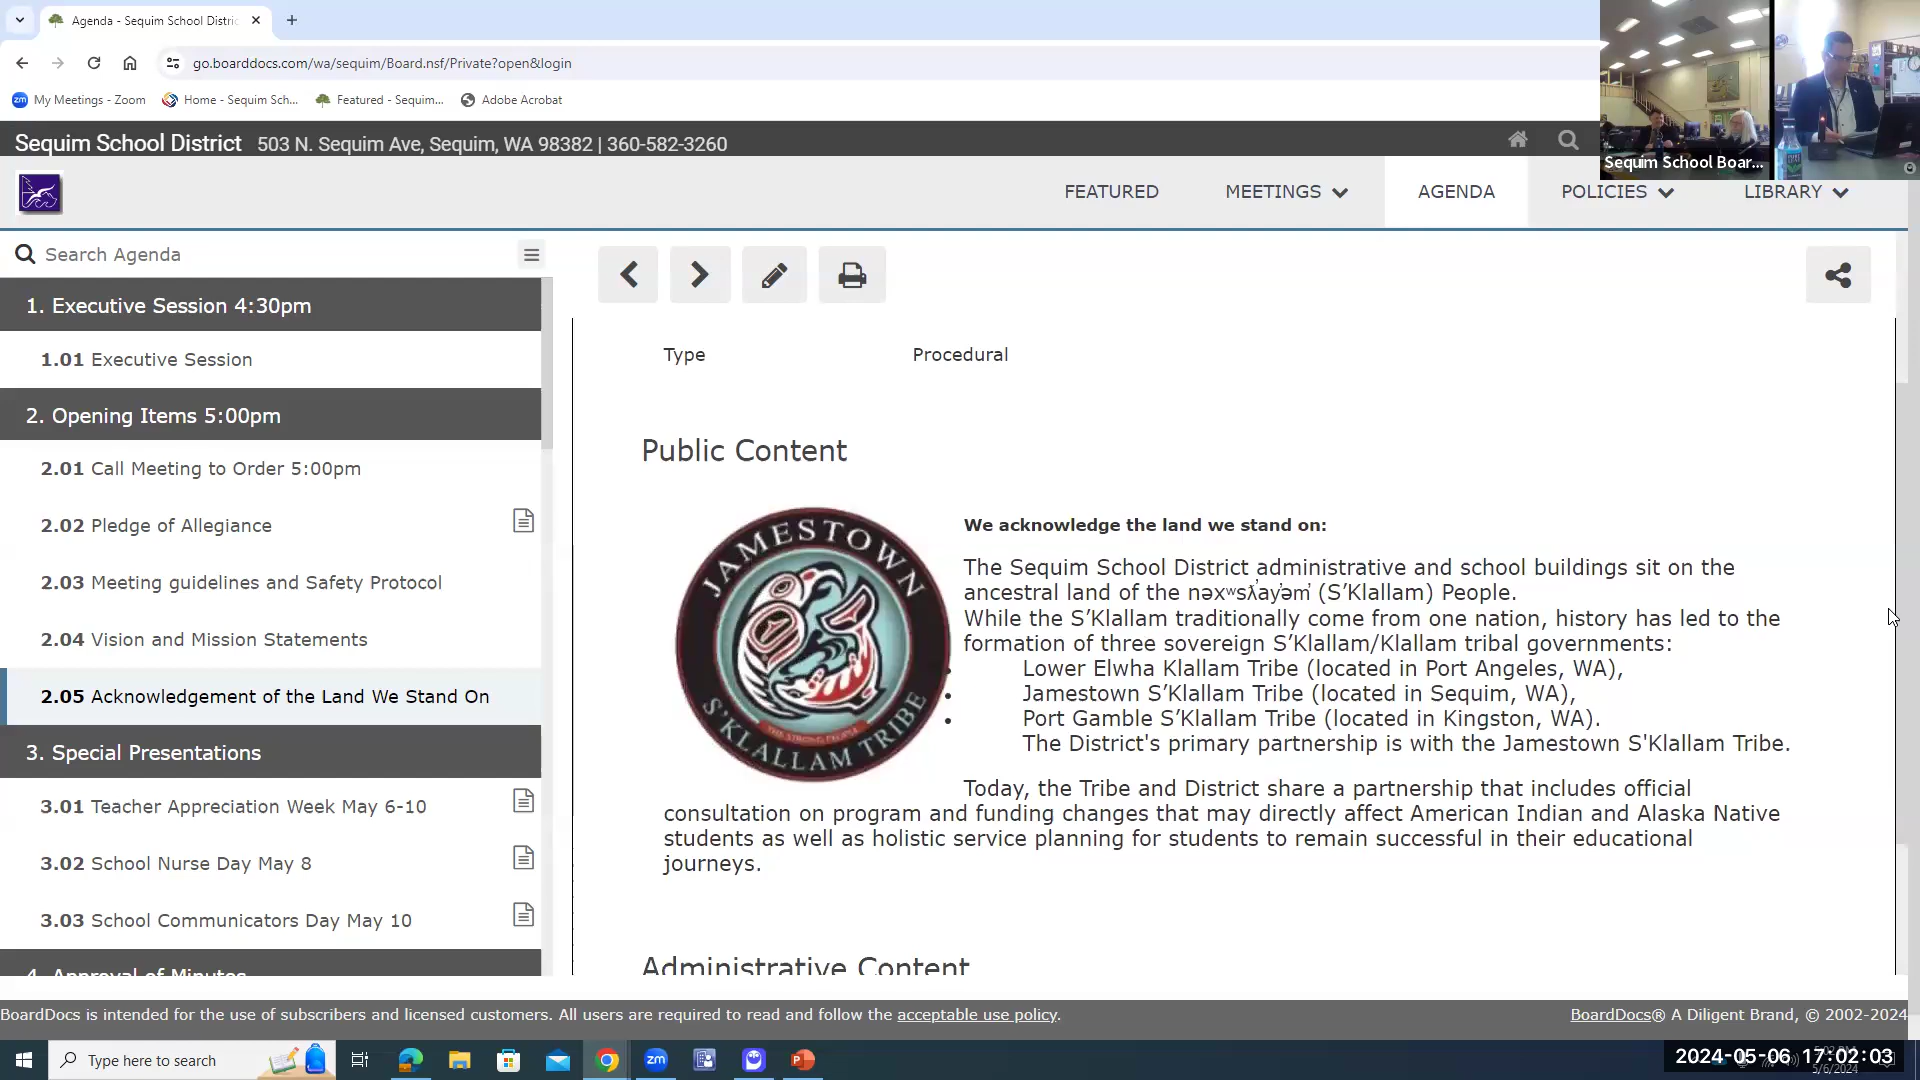 Agenda - Sequim School Distri
go.boarddocs.com/wa/sequim/Board.nsf/Private?open&login
My Meetings - Zoom
Home - Sequim Sch...
Featured - Sequim...
Adobe Acrobat
Sequim School Boar...
Sequim School District 503 N. Sequim Ave, Sequim, WA 98382 | 360-582-3260
FEATURED
MEETINGS
AGENDA
POLICIES
LIBRARY
Search Agenda
1. Executive Session 4:30pm
1.01 Executive Session
2. Opening Items 5:00pm
2.01 Call Meeting to Order 5:00pm
2.02 Pledge of Allegiance
2.03 Meeting guidelines and Safety Protocol
2.04 Vision and Mission Statements
2.05 Acknowledgement of the Land We Stand On
3. Special Presentations
3.01 Teacher Appreciation Week May 6-10
3.02 School Nurse Day May 8
3.03 School Communicators Day May 10
4. Approval of Minutes
Type Procedural
Public Content
JAMESTOWN
THE STRONG PEOPLE
S'KLALLAM TRIBE
We acknowledge the land we stand on:
The Sequim School District administrative and school buildings sit on the
ancestral land of the nəxʷsƛ̓ay̓əm̓ (S’Klallam) People.
While the S’Klallam traditionally come from one nation, history has led to the
formation of three sovereign S’Klallam/Klallam tribal governments:
• Lower Elwha Klallam Tribe (located in Port Angeles, WA),
• Jamestown S’Klallam Tribe (located in Sequim, WA),
• Port Gamble S’Klallam Tribe (located in Kingston, WA).
The District's primary partnership is with the Jamestown S'Klallam Tribe.
Today, the Tribe and District share a partnership that includes official
consultation on program and funding changes that may directly affect American Indian and Alaska Native
students as well as holistic service planning for students to remain successful in their educational
journeys.
Administrative Content
BoardDocs is intended for the use of subscribers and licensed customers. All users are required to read and follow the acceptable use policy.
BoardDocs® A Diligent Brand, © 2002-2024
Type here to search
zm
2024-05-06 17:02:03
5/6/2024